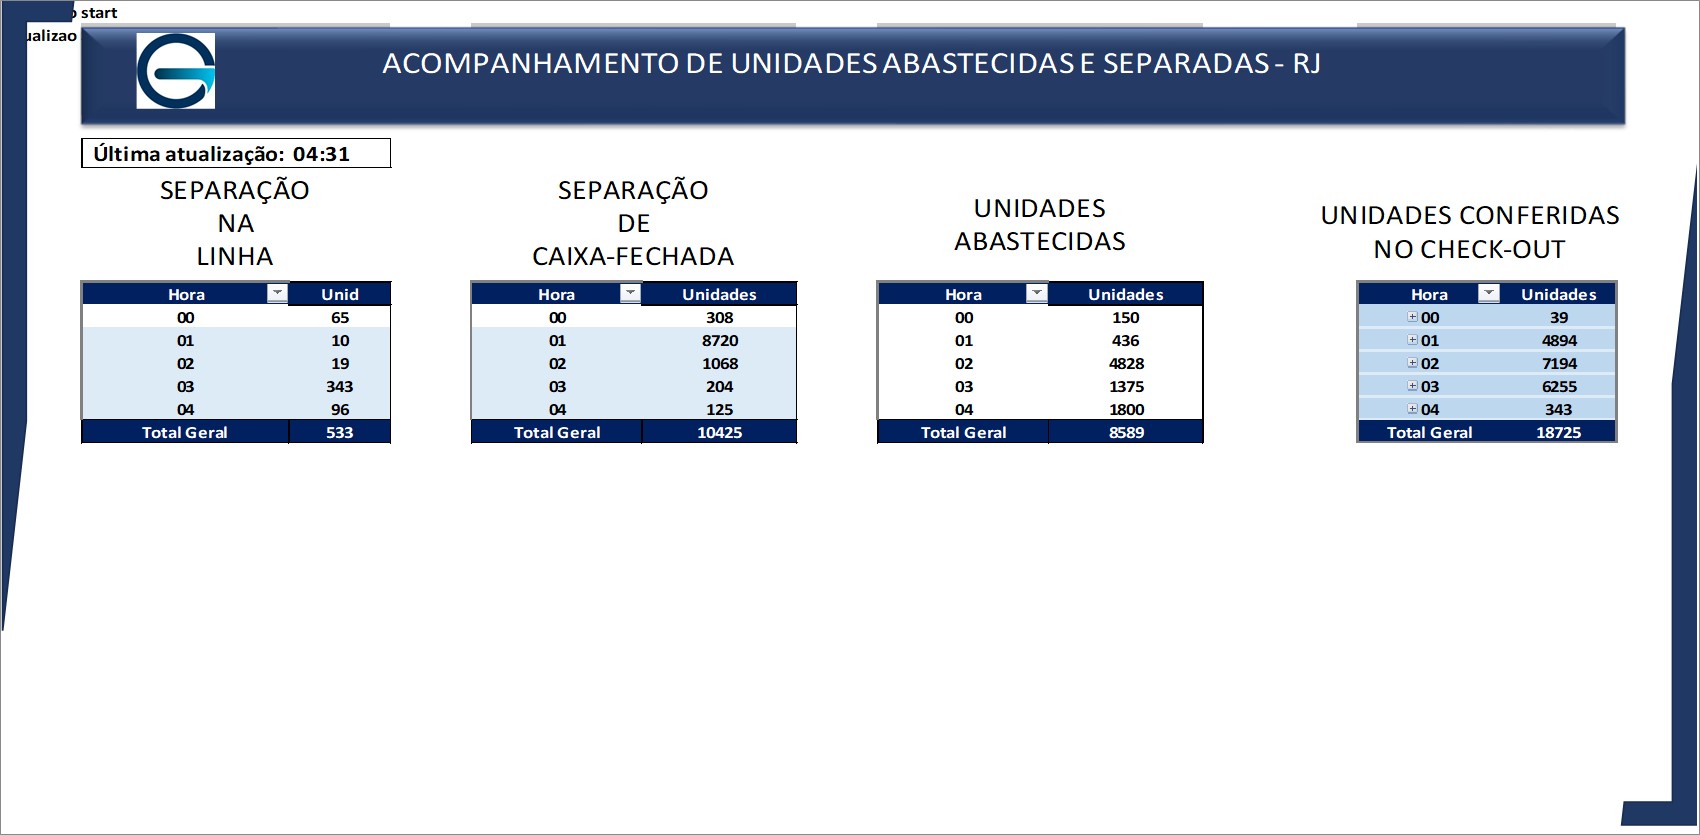 start
ACOMPANHAMENTO DE UNIDADES ABASTECIDAS E SEPARADAS - RJ
Última atualização: 04:31
SEPARAÇÃO
NA
LINHA
Hora Unid
00 65
01 10
02 19
03 343
04 96
Total Geral 533
SEPARAÇÃO
DE
CAIXA-FECHADA
Hora Unidades
00 308
01 8720
02 1068
03 204
04 125
Total Geral 10425
UNIDADES
ABASTECIDAS
Hora Unidades
00 150
01 436
02 4828
03 1375
04 1800
Total Geral 8589
UNIDADES CONFERIDAS
NO CHECK-OUT
Hora Unidades
00 39
01 4894
02 7194
03 6255
04 343
Total Geral 18725